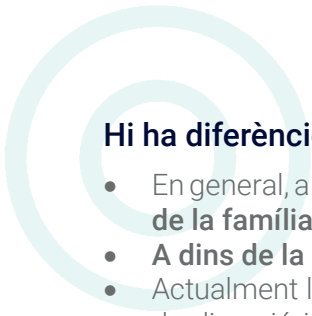 Hi ha diferènci
• En general, a
de la família
• A dins de la
• Actualment l